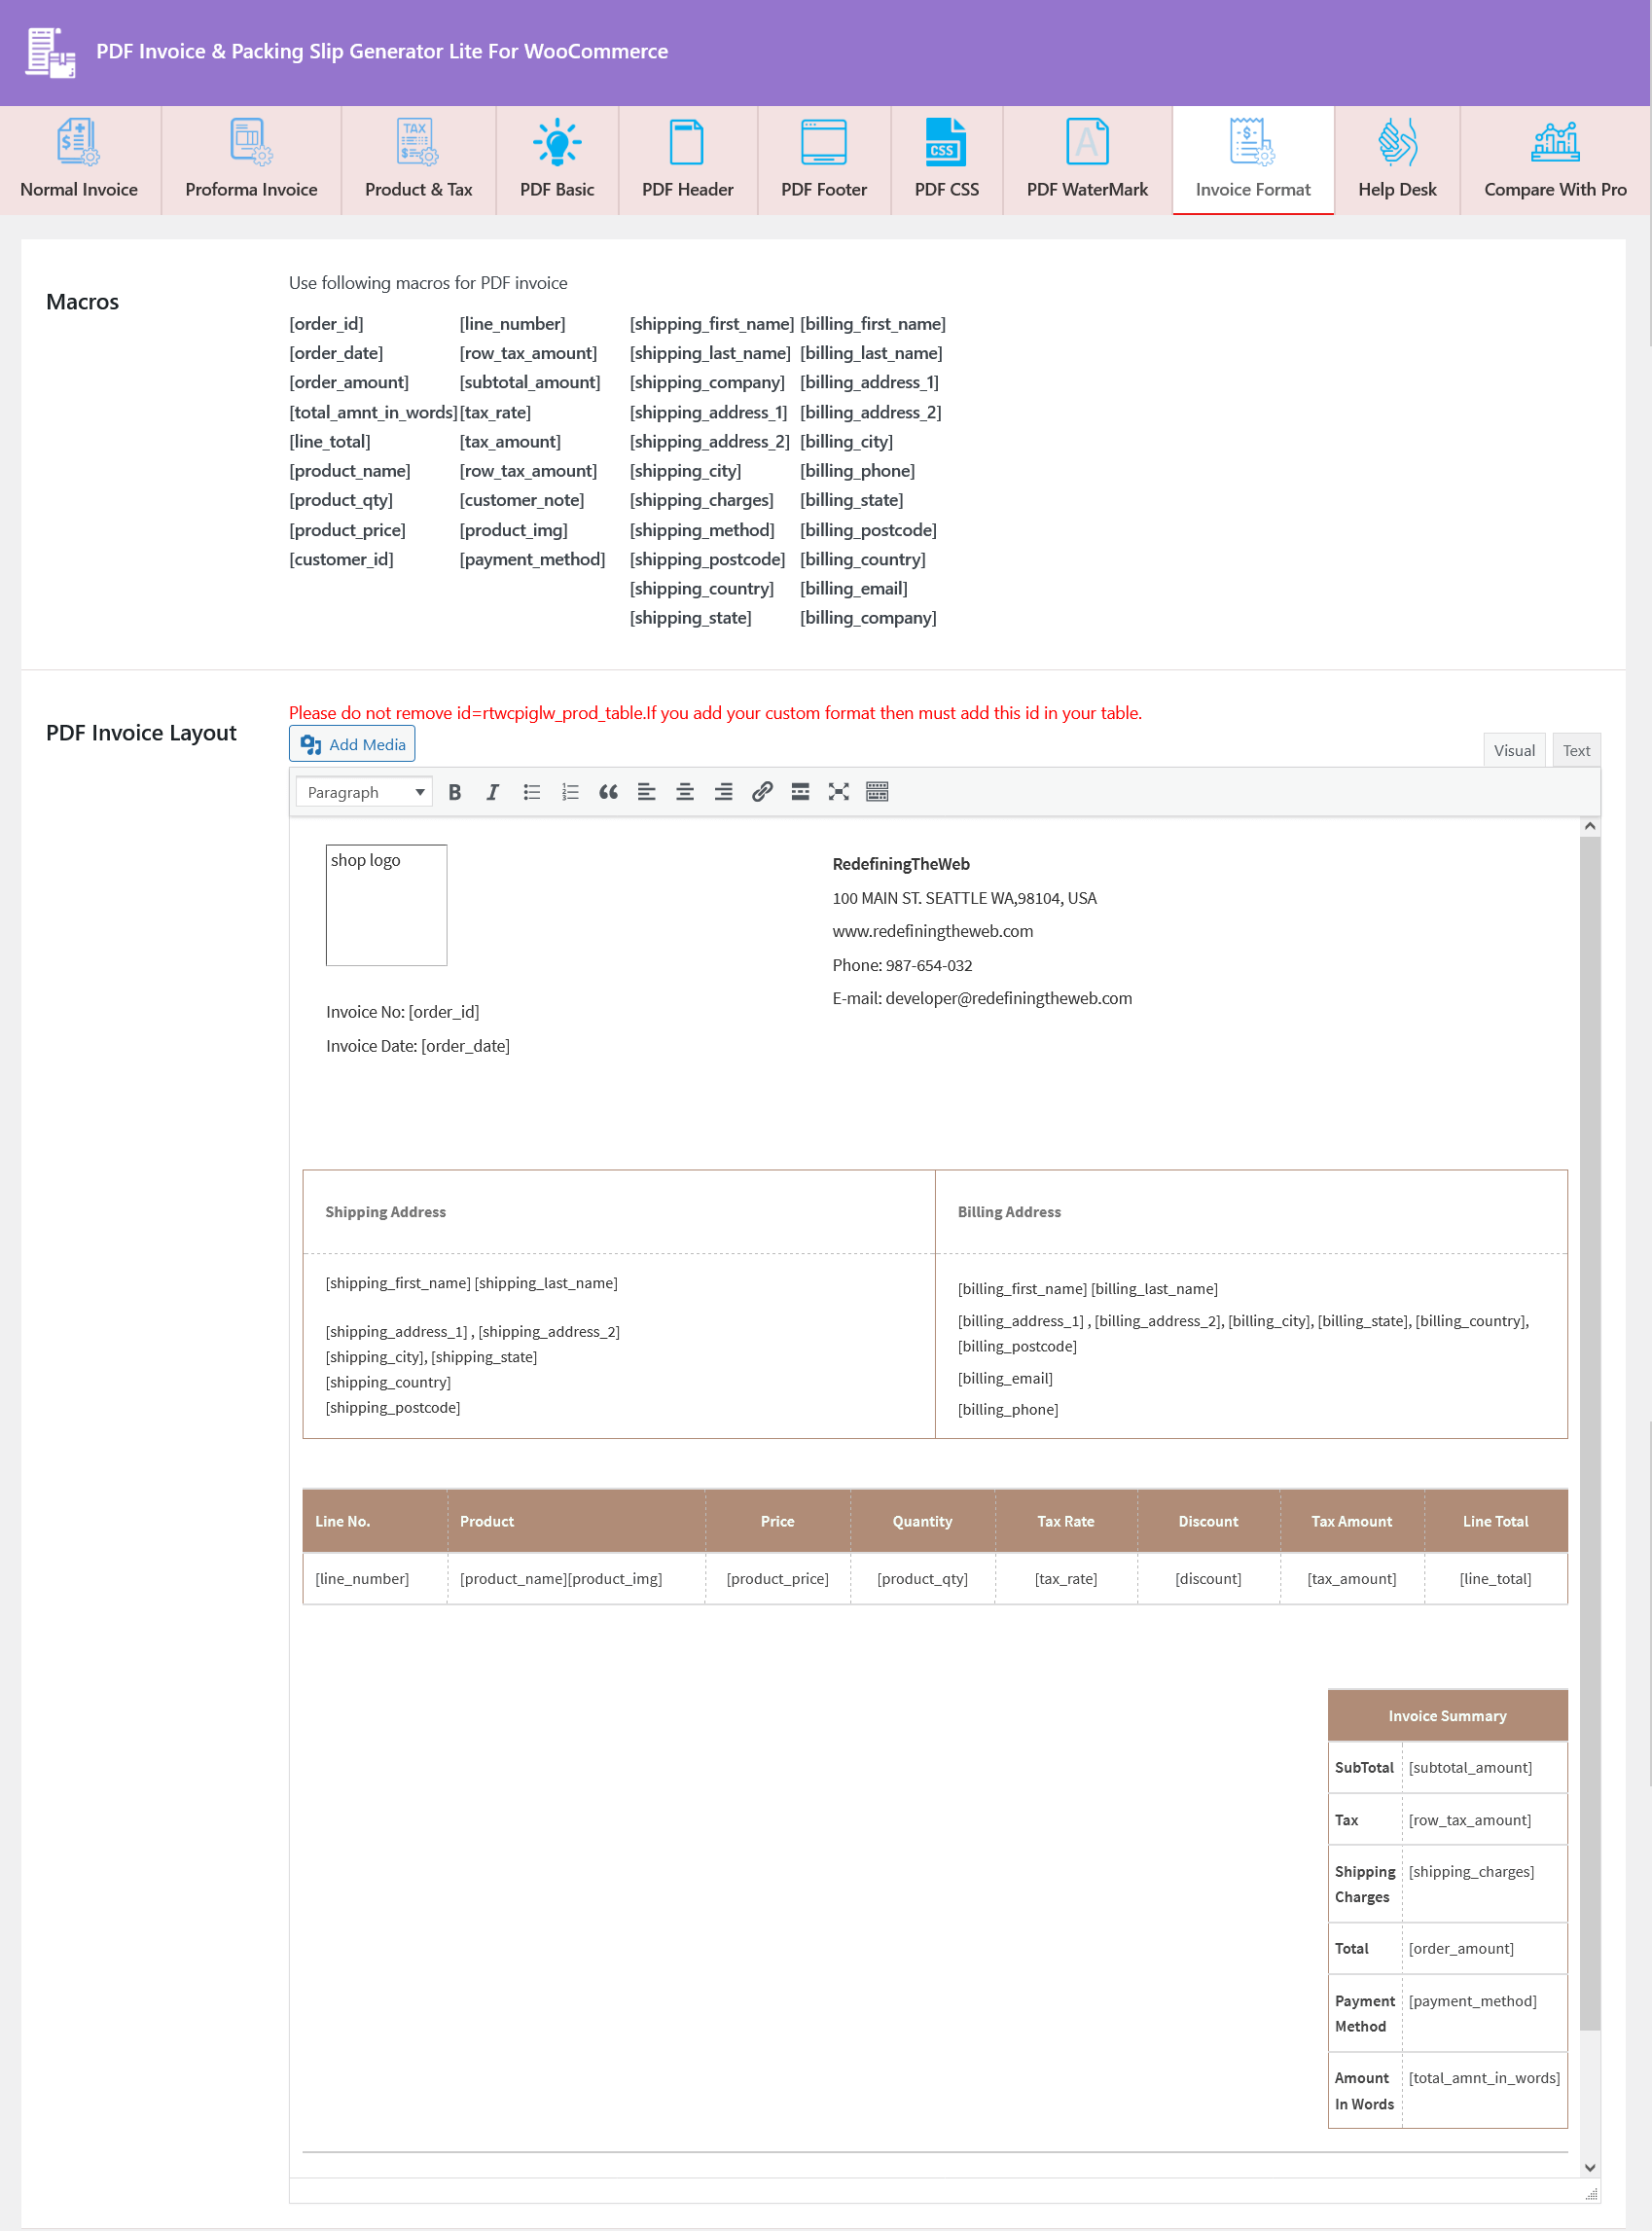 PDF Invoice & Packing Slip Generator Lite For WooCommerce
Normal Invoice
Proforma Invoice
TAX
Product & Tax
PDF Basic
PDF Header
PDF Footer
CSS
PDF CSS
A
PDF WaterMark
Invoice Format
Help Desk
Compare With Pro
Macros
Use following macros for PDF invoice
[order_id] [line_number] [shipping_first_name] [billing_first_name]
[order_date] [row_tax_amount] [shipping_last_name] [billing_last_name]
[order_amount] [subtotal_amount] [shipping_company] [billing_address_1]
[total_amnt_in_words] [tax_rate] [shipping_address_1] [billing_address_2]
[line_total] [tax_amount] [shipping_address_2] [billing_city]
[product_name] [row_tax_amount] [shipping_city] [billing_phone]
[product_qty] [customer_note] [shipping_charges] [billing_state]
[product_price] [product_img] [shipping_method] [billing_postcode]
[customer_id] [payment_method] [shipping_postcode] [billing_country]
[shipping_country] [billing_email]
[shipping_state] [billing_company]
PDF Invoice Layout
Please do not remove id=rtwcpiglw_prod_table.If you add your custom format then must add this id in your table.
Add Media
Visual Text
Paragraph
shop logo
Invoice No: [order_id]
Invoice Date: [order_date]
RedefiningTheWeb
100 MAIN ST. SEATTLE WA,98104, USA
www.redefiningtheweb.com
Phone: 987-654-032
E-mail: developer@redefiningtheweb.com
Shipping Address
[shipping_first_name] [shipping_last_name]
[shipping_address_1] , [shipping_address_2]
[shipping_city], [shipping_state]
[shipping_country]
[shipping_postcode]
Billing Address
[billing_first_name] [billing_last_name]
[billing_address_1] , [billing_address_2], [billing_city], [billing_state], [billing_country],
[billing_postcode]
[billing_email]
[billing_phone]
Line No. Product Price Quantity Tax Rate Discount Tax Amount Line Total
[line_number] [product_name][product_img] [product_price] [product_qty] [tax_rate] [discount] [tax_amount] [line_total]
Invoice Summary
SubTotal [subtotal_amount]
Tax [row_tax_amount]
Shipping [shipping_charges]
Charges
Total [order_amount]
Payment [payment_method]
Method
Amount [total_amnt_in_words]
In Words